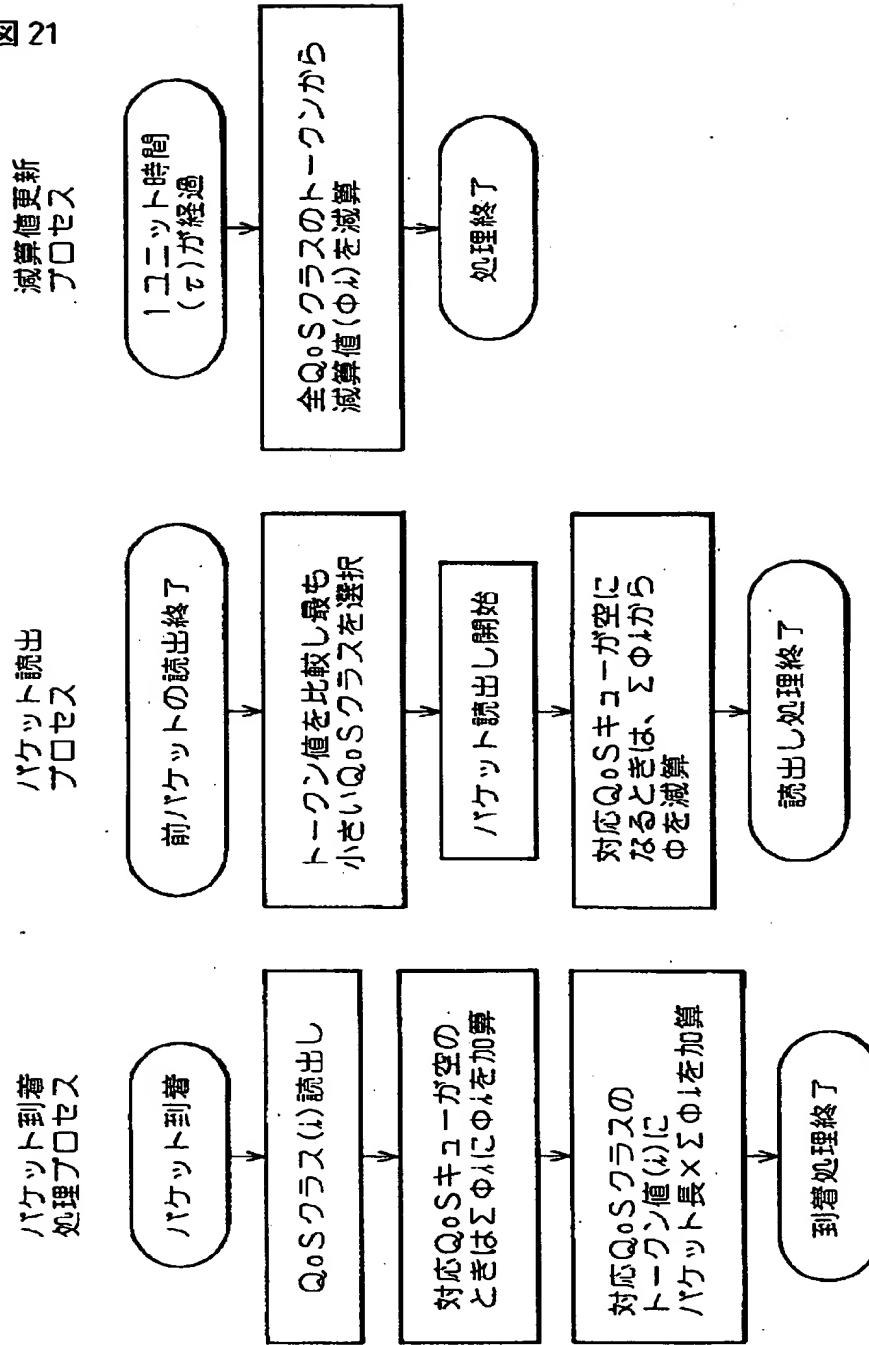 図21
パケット到着
処理プロセス
パケット到着
QoSクラス(i)読出し
対応QoSキューが空の
ときはΣΦiにΦiを加算
対応QoSクラスの
トークン値(i)に
パケット長×ΣΦiを加算
到着処理終了
パケット読出
プロセス
前パケットの読出終了
トークン値を比較し最も
小さいQoSクラスを選択
パケット読出し開始
対応QoSキューが空に
なるときは、ΣΦiから
Φを減算
読出し処理終了
減算値更新
プロセス
1ユニット時間
(τ)が経過
全QoSクラスのトークンから
減算値(Φi)を減算
処理終了